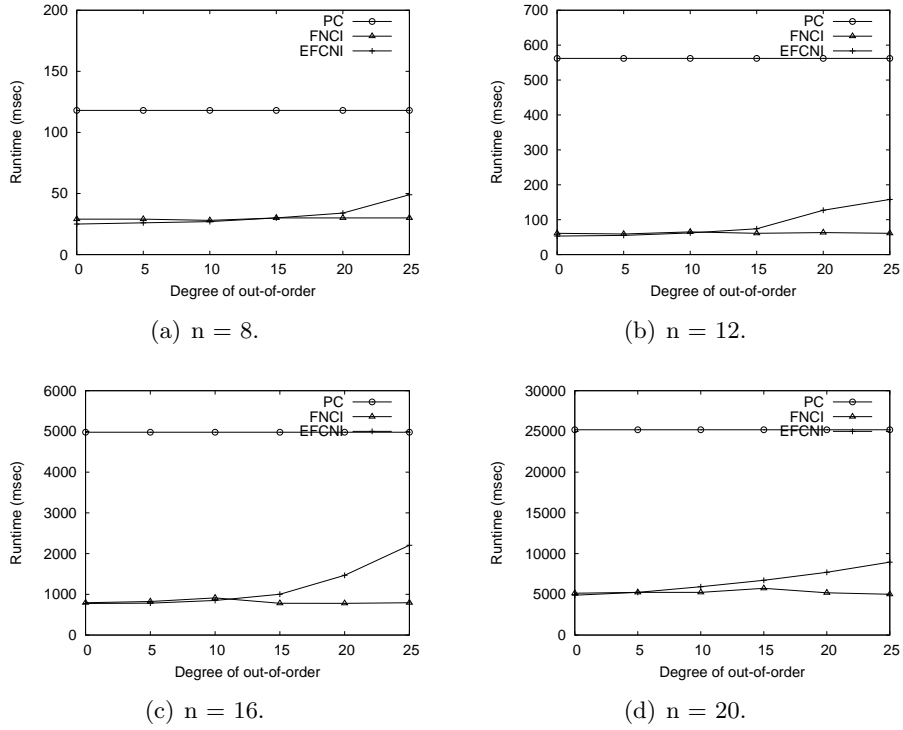 200
150
100
50
0
Runtime (msec)
0 5 10 15 20 25
Degree of out-of-order
PC
FNCI
EFCNI
(a) n = 8.
700
600
500
400
300
200
100
0
Runtime (msec)
0 5 10 15 20 25
Degree of out-of-order
PC
FNCI
EFCNI
(b) n = 12.
6000
5000
4000
3000
2000
1000
0
Runtime (msec)
0 5 10 15 20 25
Degree of out-of-order
PC
FNCI
EFCNI
(c) n = 16.
30000
25000
20000
15000
10000
5000
0
Runtime (msec)
0 5 10 15 20 25
Degree of out-of-order
PC
FNCI
EFCNI
(d) n = 20.